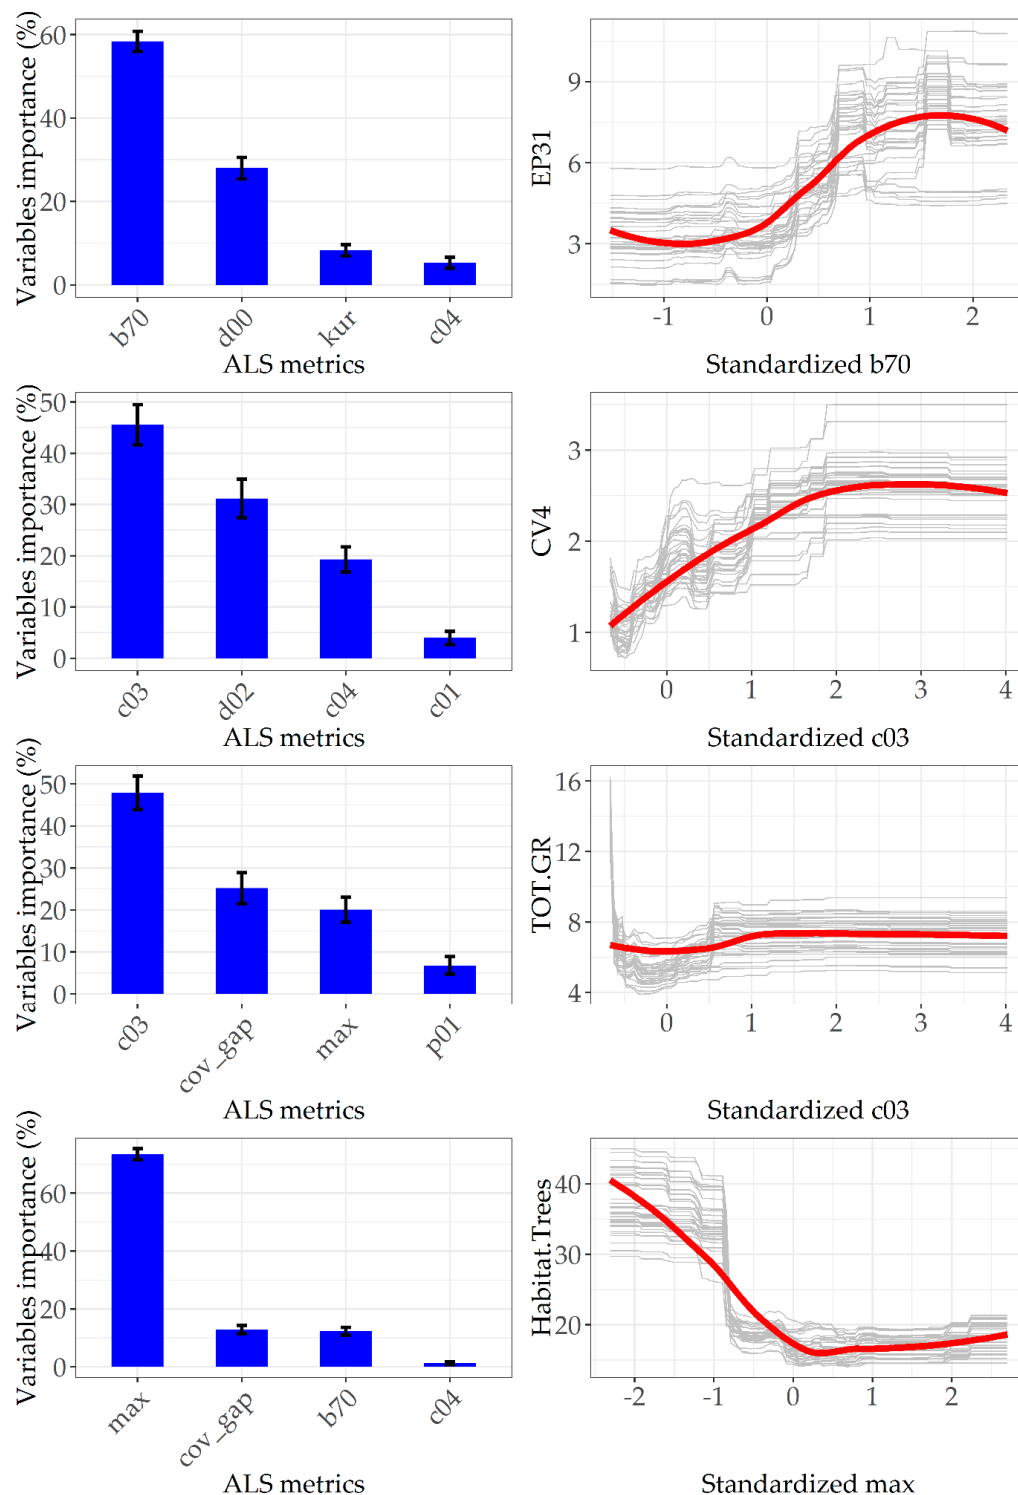 Variables importance (%)
60
40
20
0
b70
d00
kur
c04
ALS metrics
EP31
9
6
3
-1
0
1
2
Standardized b70
Variables importance (%)
50
40
30
20
10
0
c03
d02
c04
c01
ALS metrics
CV4
3
2
1
0
1
2
3
4
Standardized c03
Variables importance (%)
50
40
30
20
10
0
c03
cov_gap
max
p01
ALS metrics
TOT.GR
16
12
8
4
0
1
2
3
4
Standardized c03
Variables importance (%)
60
40
20
0
max
cov_gap
b70
c04
ALS metrics
Habitat.Trees
40
30
20
-2
-1
0
1
2
Standardized max